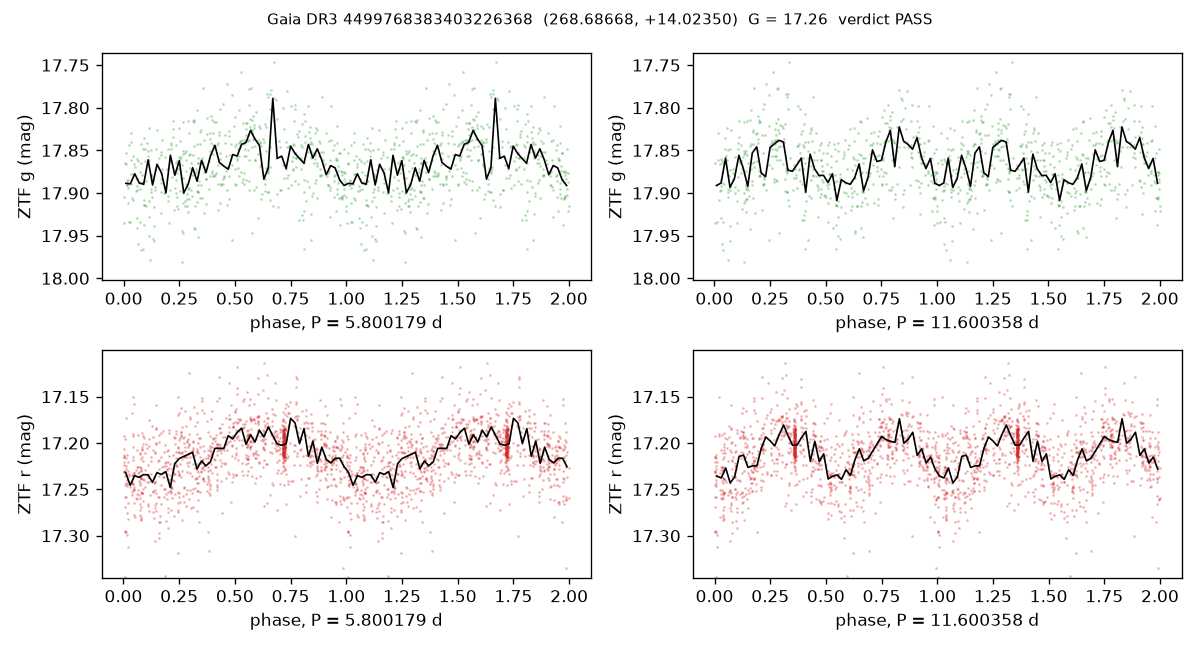 Gaia DR3 4499768383403226368  (268.68668, +14.02350)  G = 17.26  verdict PASS
ZTF g (mag)
17.75
17.80
17.85
17.90
17.95
18.00
0.00 0.25 0.50 0.75 1.00 1.25 1.50 1.75 2.00
phase, P = 5.800179 d
ZTF g (mag)
17.75
17.80
17.85
17.90
17.95
18.00
0.00 0.25 0.50 0.75 1.00 1.25 1.50 1.75 2.00
phase, P = 11.600358 d
ZTF r (mag)
17.15
17.20
17.25
17.30
0.00 0.25 0.50 0.75 1.00 1.25 1.50 1.75 2.00
phase, P = 5.800179 d
ZTF r (mag)
17.15
17.20
17.25
17.30
0.00 0.25 0.50 0.75 1.00 1.25 1.50 1.75 2.00
phase, P = 11.600358 d